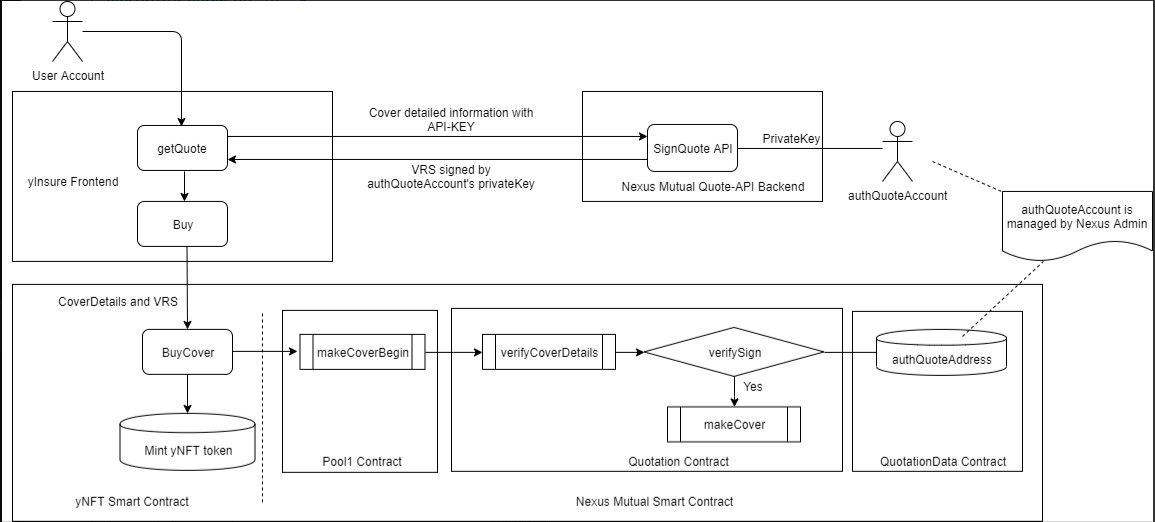 User Account
Cover detailed information with
API-KEY
getQuote
SignQuote API
PrivateKey
VRS signed by
authQuoteAccount's privateKey
yInsure Frontend
Nexus Mutual Quote-API Backend
authQuoteAccount
authQuoteAccount is
managed by Nexus Admin
Buy
CoverDetails and VRS
BuyCover
makeCoverBegin
verifyCoverDetails
verifySign
authQuoteAddress
Yes
makeCover
Mint yNFT token
Pool1 Contract
Quotation Contract
QuotationData Contract
yNFT Smart Contract
Nexus Mutual Smart Contract